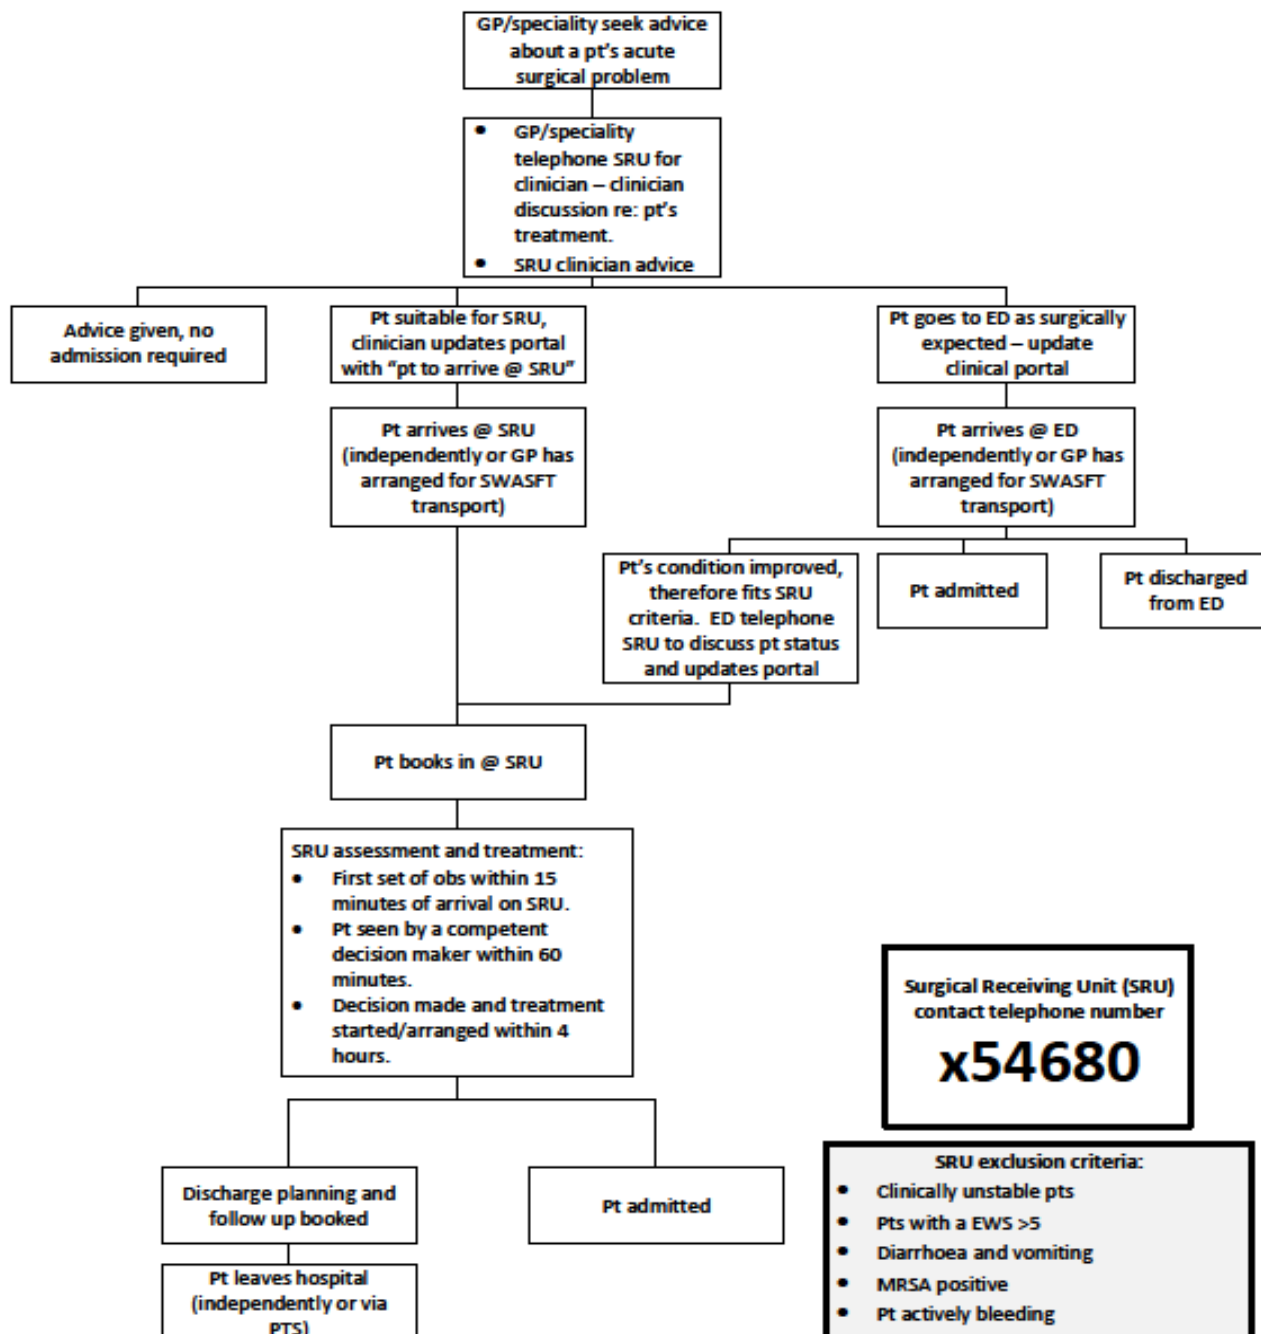 GP/speciality seek advice
about a pt's acute
surgical problem
• GP/speciality
telephone SRU for
clinician – clinician
discussion re: pt's
treatment.
• SRU clinician advice
Advice given, no
admission required
Pt suitable for SRU,
clinician updates portal
with "pt to arrive @ SRU"
Pt goes to ED as surgically
expected – update
clinical portal
Pt arrives @ SRU
(independently or GP has
arranged for SWASFT
transport)
Pt arrives @ ED
(independently or GP has
arranged for SWASFT
transport)
Pt's condition improved,
therefore fits SRU
criteria. ED telephone
SRU to discuss pt status
and updates portal
Pt admitted
Pt discharged
from ED
Pt books in @ SRU
SRU assessment and treatment:
• First set of obs within 15
minutes of arrival on SRU.
• Pt seen by a competent
decision maker within 60
minutes.
• Decision made and treatment
started/arranged within 4
hours.
Discharge planning and
follow up booked
Pt admitted
Pt leaves hospital
(independently or via
PTS)
Surgical Receiving Unit (SRU)
contact telephone number
x54680
SRU exclusion criteria:
• Clinically unstable pts
• Pts with a EWS >5
• Diarrhoea and vomiting
• MRSA positive
• Pt actively bleeding